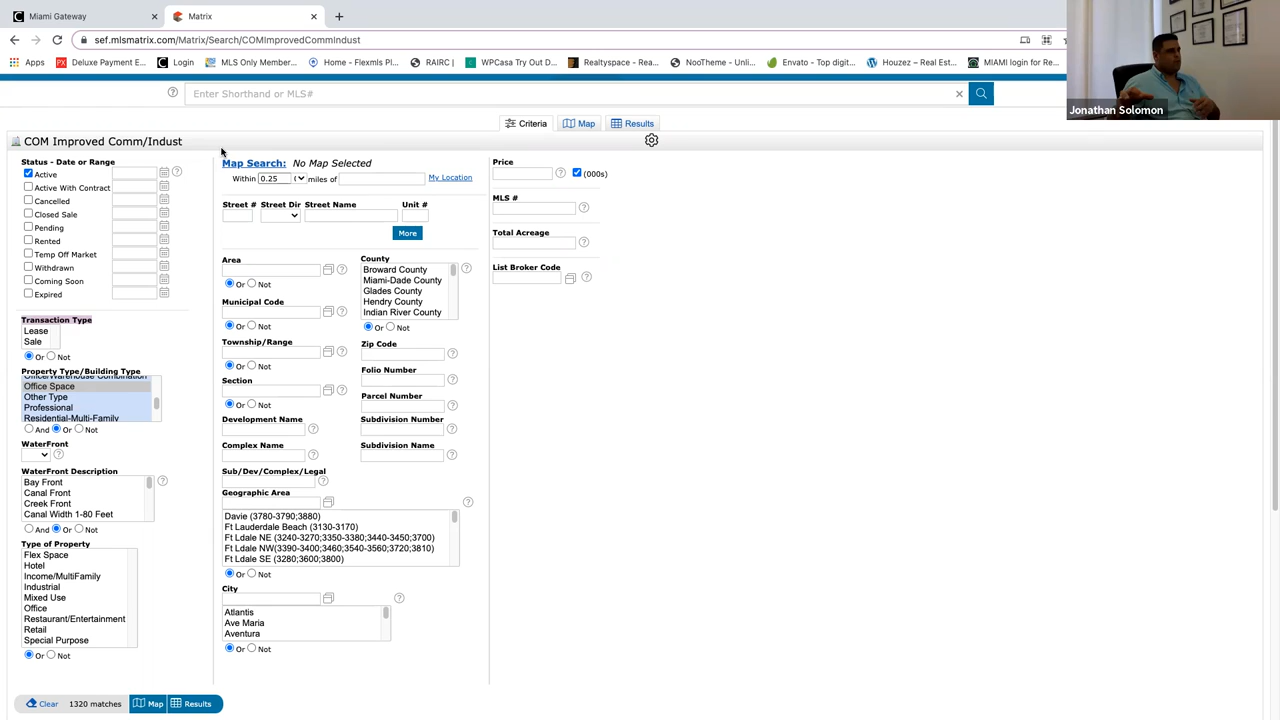 Miami Gateway
Matrix
sef.mlsmatrix.com/Matrix/Search/COMImprovedCommIndust
Apps
Deluxe Payment E...
Login
MLS Only Member...
Home - Flexmls Pl...
RAIRC |
WPCasa Try Out D...
Realtyspace - Rea...
NooTheme - Unli...
Envato - Top digit...
Houzez – Real Est...
MIAMI login for Re...
Jonathan Solomon
Enter Shorthand or MLS#
Criteria
Map
Results
COM Improved Comm/Indust
Status - Date or Range
Active
Active With Contract
Cancelled
Closed Sale
Pending
Rented
Temp Off Market
Withdrawn
Coming Soon
Expired
Transaction Type
Lease
Sale
Or Not
Property Type/Building Type
Office/Warehouse Combination
Office Space
Other Type
Professional
Residential-Multi-Family
And Or Not
WaterFront
WaterFront Description
Bay Front
Canal Front
Creek Front
Canal Width 1-80 Feet
And Or Not
Type of Property
Flex Space
Hotel
Income/MultiFamily
Industrial
Mixed Use
Office
Restaurant/Entertainment
Retail
Special Purpose
Or Not
Map Search: No Map Selected
Within 0.25 miles of My Location
Street # Street Dir Street Name Unit #
More
Area
Or Not
Municipal Code
Or Not
Township/Range
Or Not
Section
Or Not
Development Name
Complex Name
Sub/Dev/Complex/Legal
County
Broward County
Miami-Dade County
Glades County
Hendry County
Indian River County
Or Not
Zip Code
Folio Number
Parcel Number
Subdivision Number
Subdivision Name
Geographic Area
Davie (3780-3790;3880)
Ft Lauderdale Beach (3130-3170)
Ft Ldale NE (3240-3270;3350-3380;3440-3450;3700)
Ft Ldale NW(3390-3400;3460;3540-3560;3720;3810)
Ft Ldale SE (3280;3600;3800)
Or Not
City
Atlantis
Ave Maria
Aventura
Or Not
Price
(000s)
MLS #
Total Acreage
List Broker Code
Clear
1320 matches
Map
Results